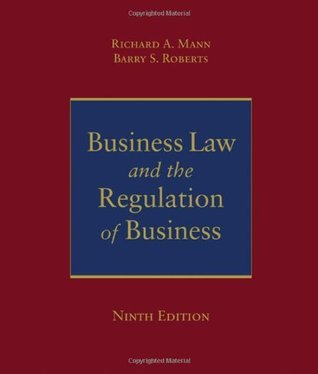 Copyrighted Material
RICHARD A. MANN
BARRY S. ROBERTS
Business Law
and the
Regulation
of Business
NINTH EDITION
Copyrighted Material